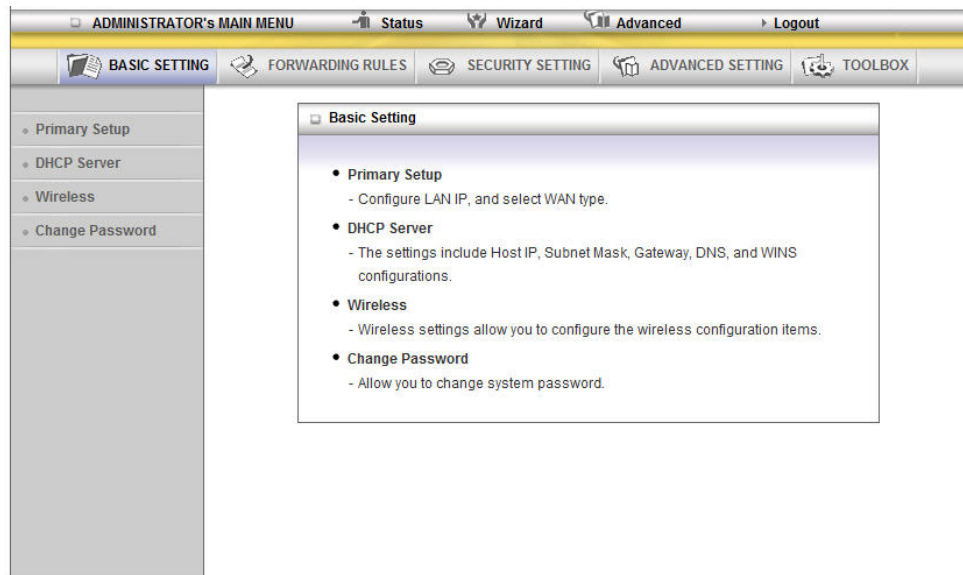 ADMINISTRATOR's MAIN MENU Status Wizard Advanced Logout
BASIC SETTING FORWARDING RULES SECURITY SETTING ADVANCED SETTING TOOLBOX
Primary Setup
DHCP Server
Wireless
Change Password
Basic Setting
Primary Setup
- Configure LAN IP, and select WAN type.
DHCP Server
- The settings include Host IP, Subnet Mask, Gateway, DNS, and WINS
configurations.
Wireless
- Wireless settings allow you to configure the wireless configuration items.
Change Password
- Allow you to change system password.